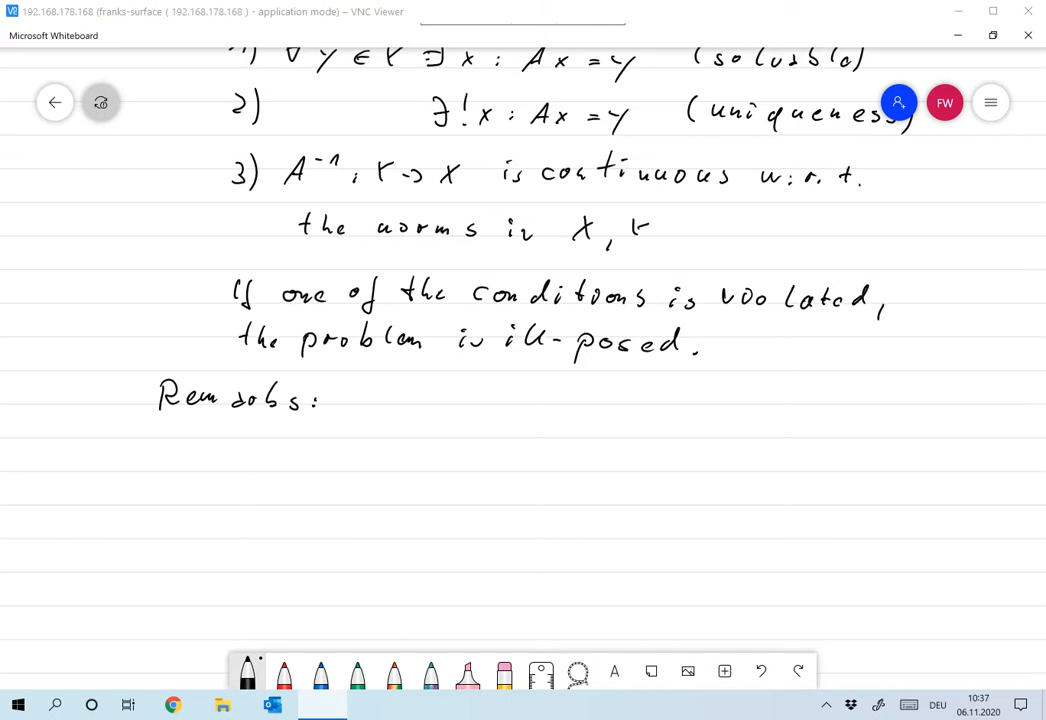 192.168.178.168 (franks-surface ( 192.168.178.168 ) - application mode) – VNC Viewer
Microsoft Whiteboard
1) ∀ y ∈ Y ∃ x : Ax = y (solvable)
2) ∃! x : Ax = y (uniqueness)
FW
3) A⁻¹ : Y → X is continuous w.r.t.
the norms in X, Y
If one of the conditions is violated,
the problem is ill-posed.
Remarks:
A
10:37
DEU
06.11.2020